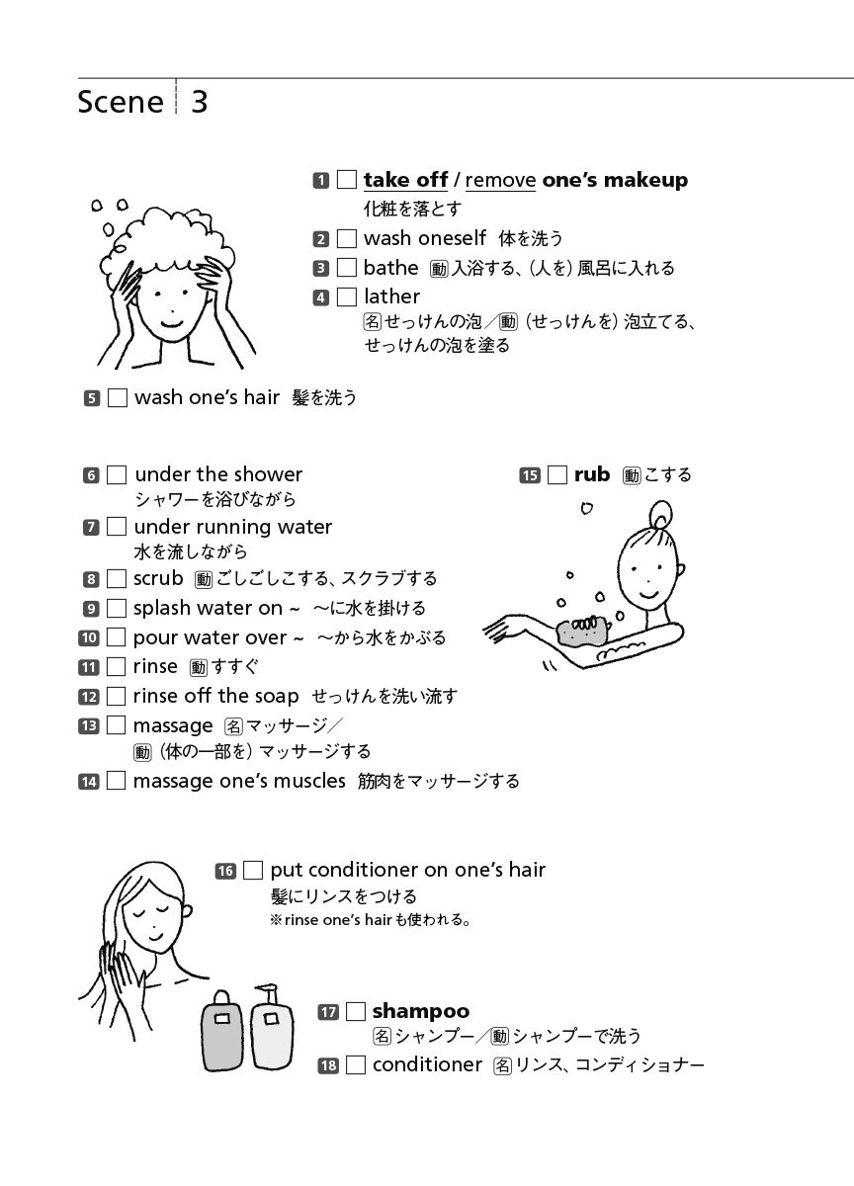 Scene 3
1 □ take off / remove one's makeup
化粧を落とす
2 □ wash oneself 体を洗う
3 □ bathe 動 入浴する、（人を）風呂に入れる
4 □ lather
名 せっけんの泡／動（せっけんを）泡立てる、
せっけんの泡を塗る
5 □ wash one's hair 髪を洗う
6 □ under the shower
シャワーを浴びながら
7 □ under running water
水を流しながら
8 □ scrub 動 ごしごしこする、スクラブする
9 □ splash water on ~ ～に水を掛ける
10 □ pour water over ~ ～から水をかぶる
11 □ rinse 動 すすぐ
12 □ rinse off the soap せっけんを洗い流す
13 □ massage 名 マッサージ／
動（体の一部を）マッサージする
14 □ massage one's muscles 筋肉をマッサージする
15 □ rub 動 こする
16 □ put conditioner on one's hair
髪にリンスをつける
※rinse one's hairも使われる。
17 □ shampoo
名 シャンプー／動 シャンプーで洗う
18 □ conditioner 名 リンス、コンディショナー